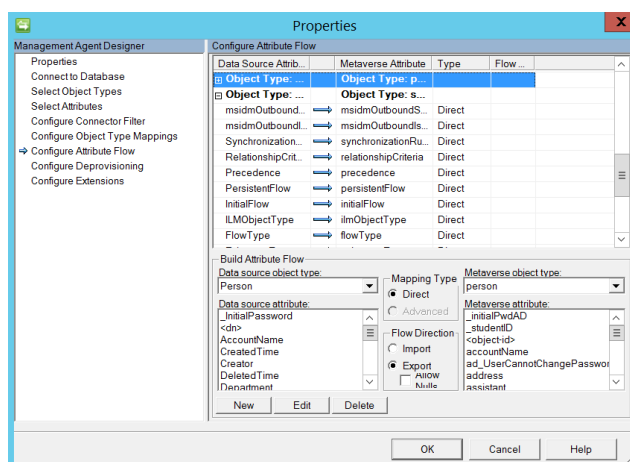 Properties
x
Management Agent Designer
Properties
Connect to Database
Select Object Types
Select Attributes
Configure Connector Filter
Configure Object Type Mappings
Configure Attribute Flow
Configure Deprovisioning
Configure Extensions
Configure Attribute Flow
Data Source Attrib... Metaverse Attribute Type Flow ...
Object Type: ... Object Type: p...
Object Type: ... Object Type: s...
msidmOutbound... msidmOutboundS... Direct
msidmOutboundI... msidmOutboundIs... Direct
Synchronization... synchronizationRu... Direct
RelationshipCrit... relationshipCriteria Direct
Precedence precedence Direct
PersistentFlow persistentFlow Direct
InitialFlow initialFlow Direct
ILMObjectType ilmObjectType Direct
FlowType flowType Direct
Build Attribute Flow
Data source object type:
Person
Data source attribute:
_InitialPassword
<dn>
AccountName
CreatedTime
Creator
DeletedTime
Department
Mapping Type
Direct
Advanced
Flow Direction
Import
Export
Allow
Nulls
Metaverse object type:
person
Metaverse attribute:
_initialPwdAD
_studentID
<object-id>
accountName
ad_UserCannotChangePasswor
address
assistant
New Edit Delete
OK Cancel Help